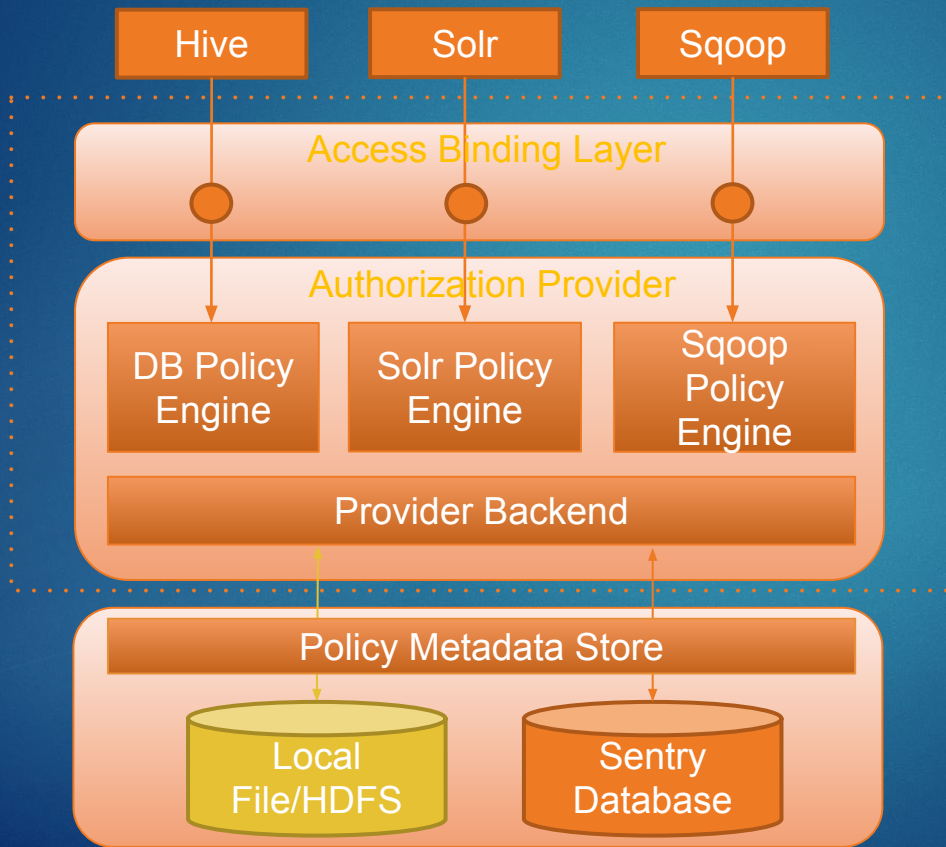 Hive
Solr
Sqoop
Access Binding Layer
Authorization Provider
DB Policy
Engine
Solr Policy
Engine
Sqoop
Policy
Engine
Provider Backend
Policy Metadata Store
Local
File/HDFS
Sentry
Database